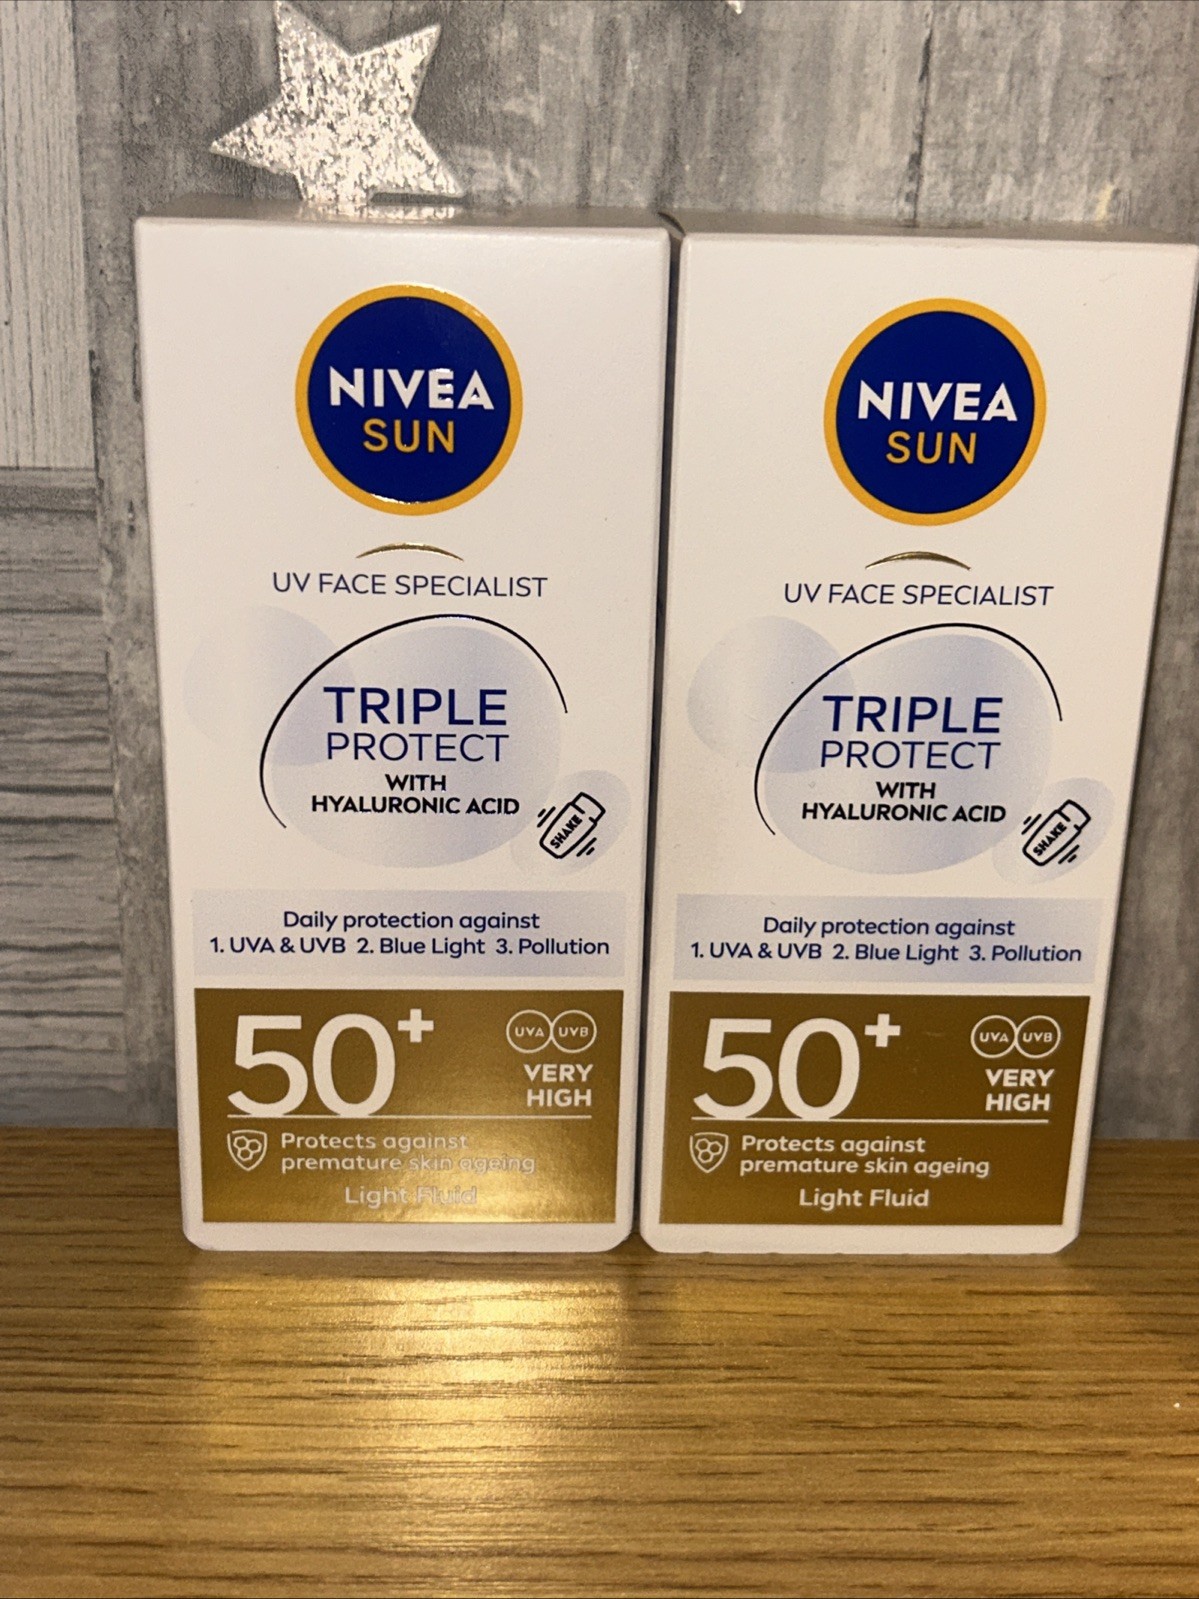 NIVEA
SUN
UV FACE SPECIALIST
TRIPLE
PROTECT
WITH
HYALURONIC ACID
SHAKE
Daily protection against
1. UVA & UVB 2. Blue Light 3. Pollution
50+
UVA UVB
VERY
HIGH
Protects against
premature skin ageing
Light Fluid
NIVEA
SUN
UV FACE SPECIALIST
TRIPLE
PROTECT
WITH
HYALURONIC ACID
SHAKE
Daily protection against
1. UVA & UVB 2. Blue Light 3. Pollution
50+
UVA UVB
VERY
HIGH
Protects against
premature skin ageing
Light Fluid